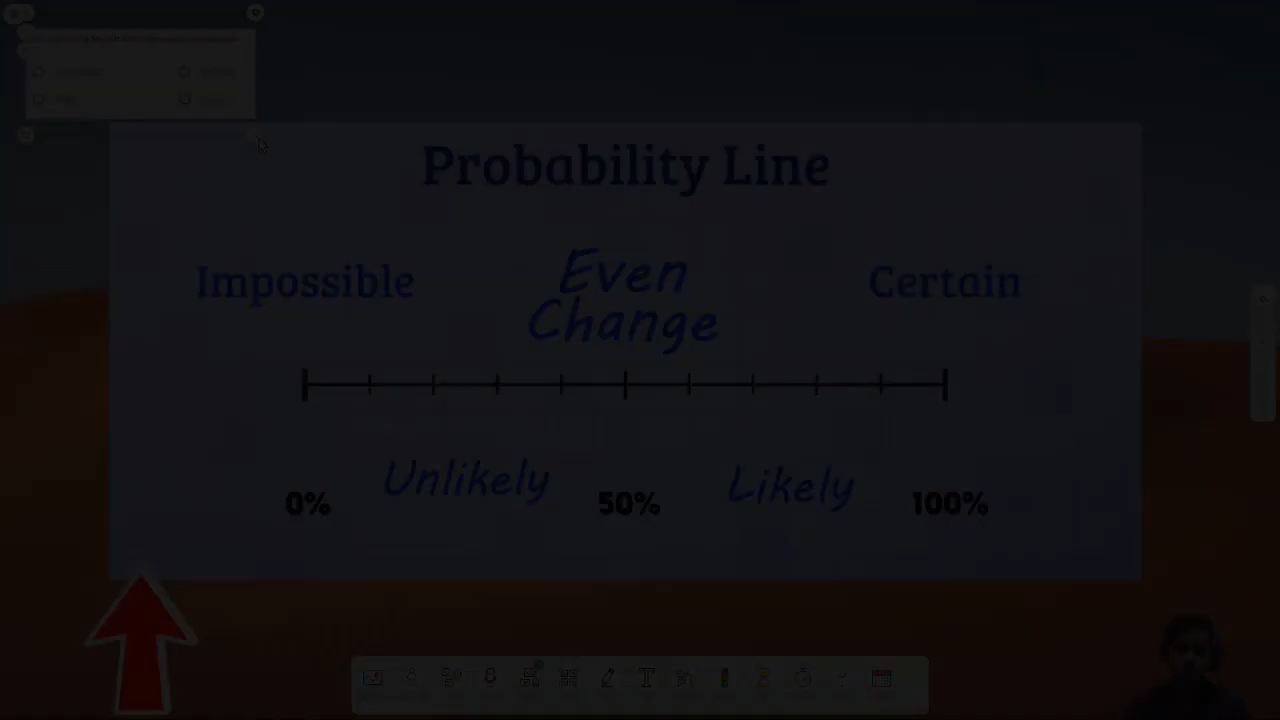 Probability Line
Impossible
Even
Change
Certain
Unlikely
Likely
0%
50%
100%